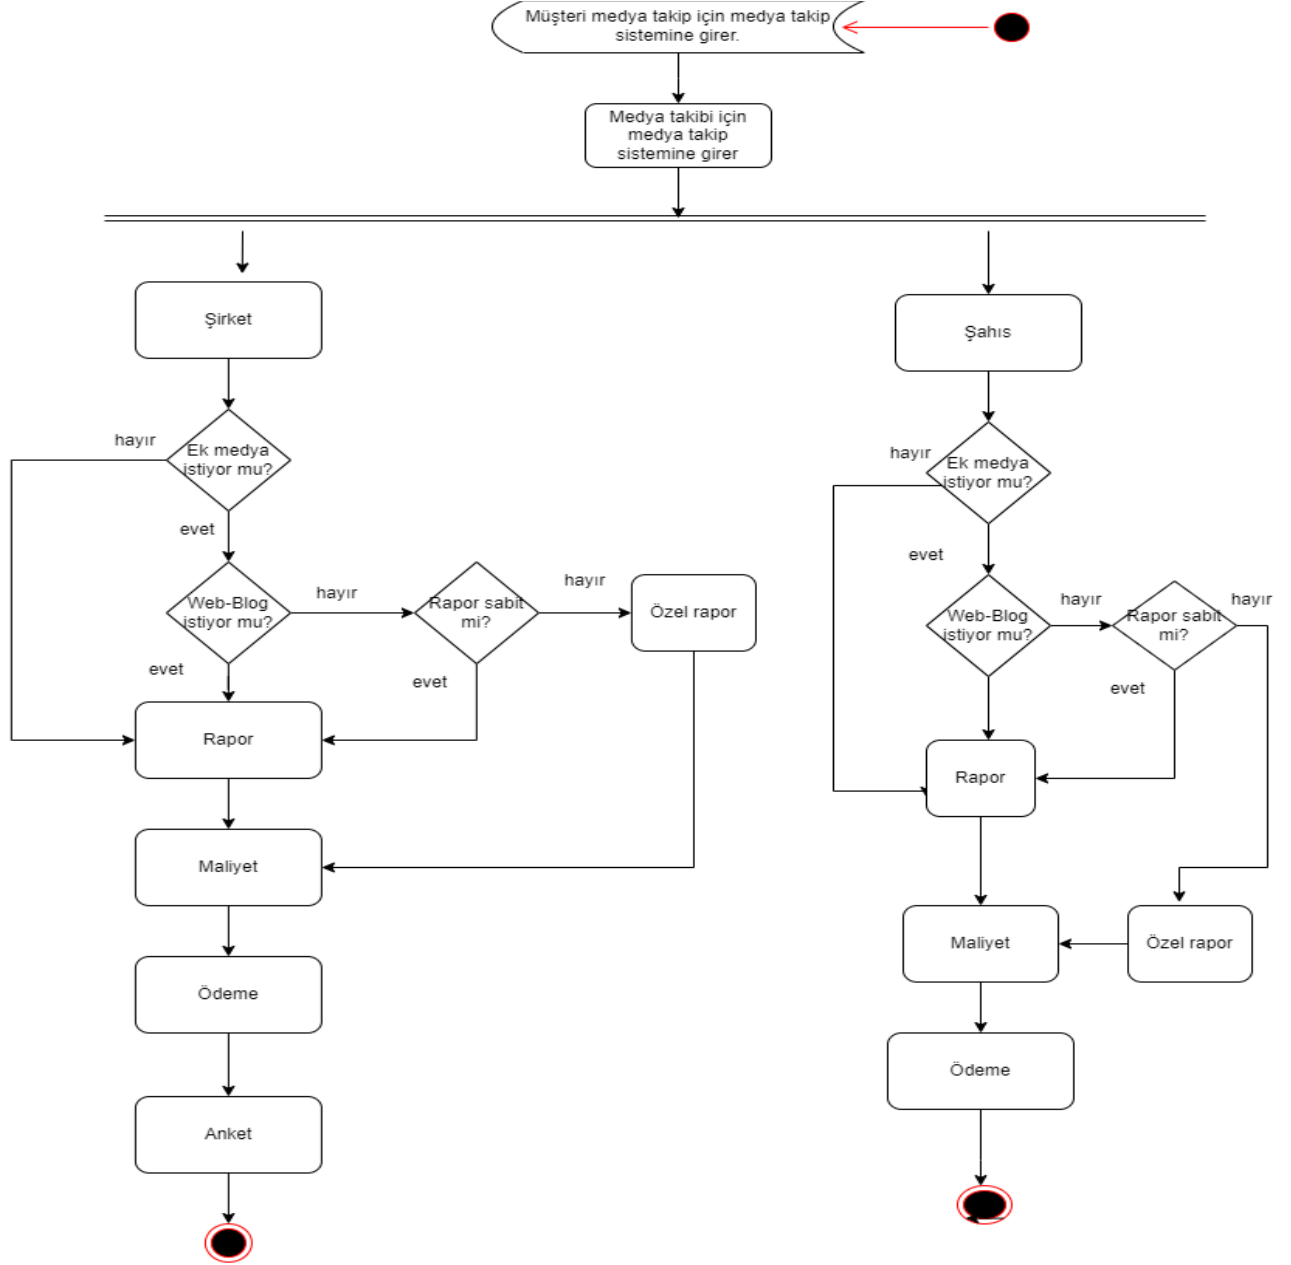 Müşteri medya takip için medya takip
sistemine girer.
Medya takibi için
medya takip
sistemine girer
Şirket
hayır
Ek medya
istiyor mu?
evet
Web-Blog
istiyor mu?
hayır
Rapor sabit
mi?
hayır
Özel rapor
evet
evet
Rapor
Maliyet
Ödeme
Anket
Şahıs
hayır
Ek medya
istiyor mu?
evet
Web-Blog
istiyor mu?
hayır
Rapor sabit
mi?
hayır
evet
Rapor
Maliyet
Özel rapor
Ödeme